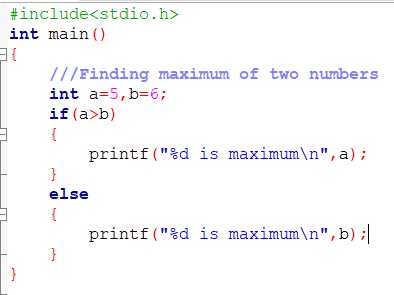 #include<stdio.h>
int main()
{
///Finding maximum of two numbers
int a=5,b=6;
if(a>b)
{
printf("%d is maximum\n",a);
}
else
{
printf("%d is maximum\n",b);
}
}